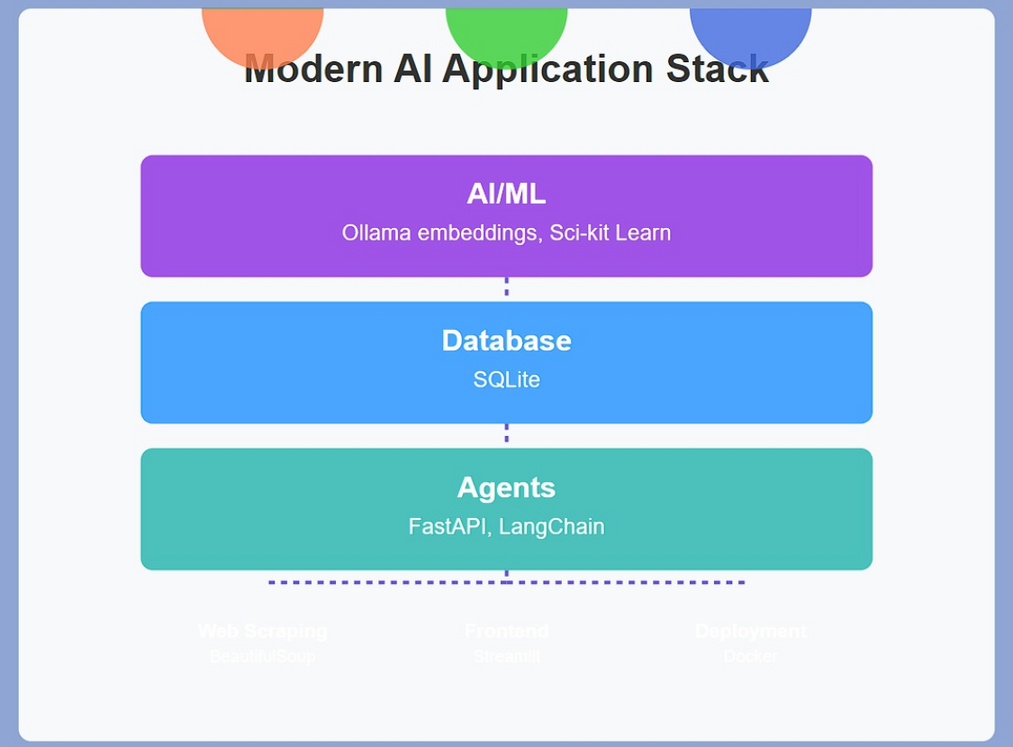 Modern AI Application Stack
AI/ML
Ollama embeddings, Sci-kit Learn
Database
SQLite
Agents
FastAPI, LangChain
Web Scraping
Frontend
Deployment
BeautifulSoup
Streamlit
Docker